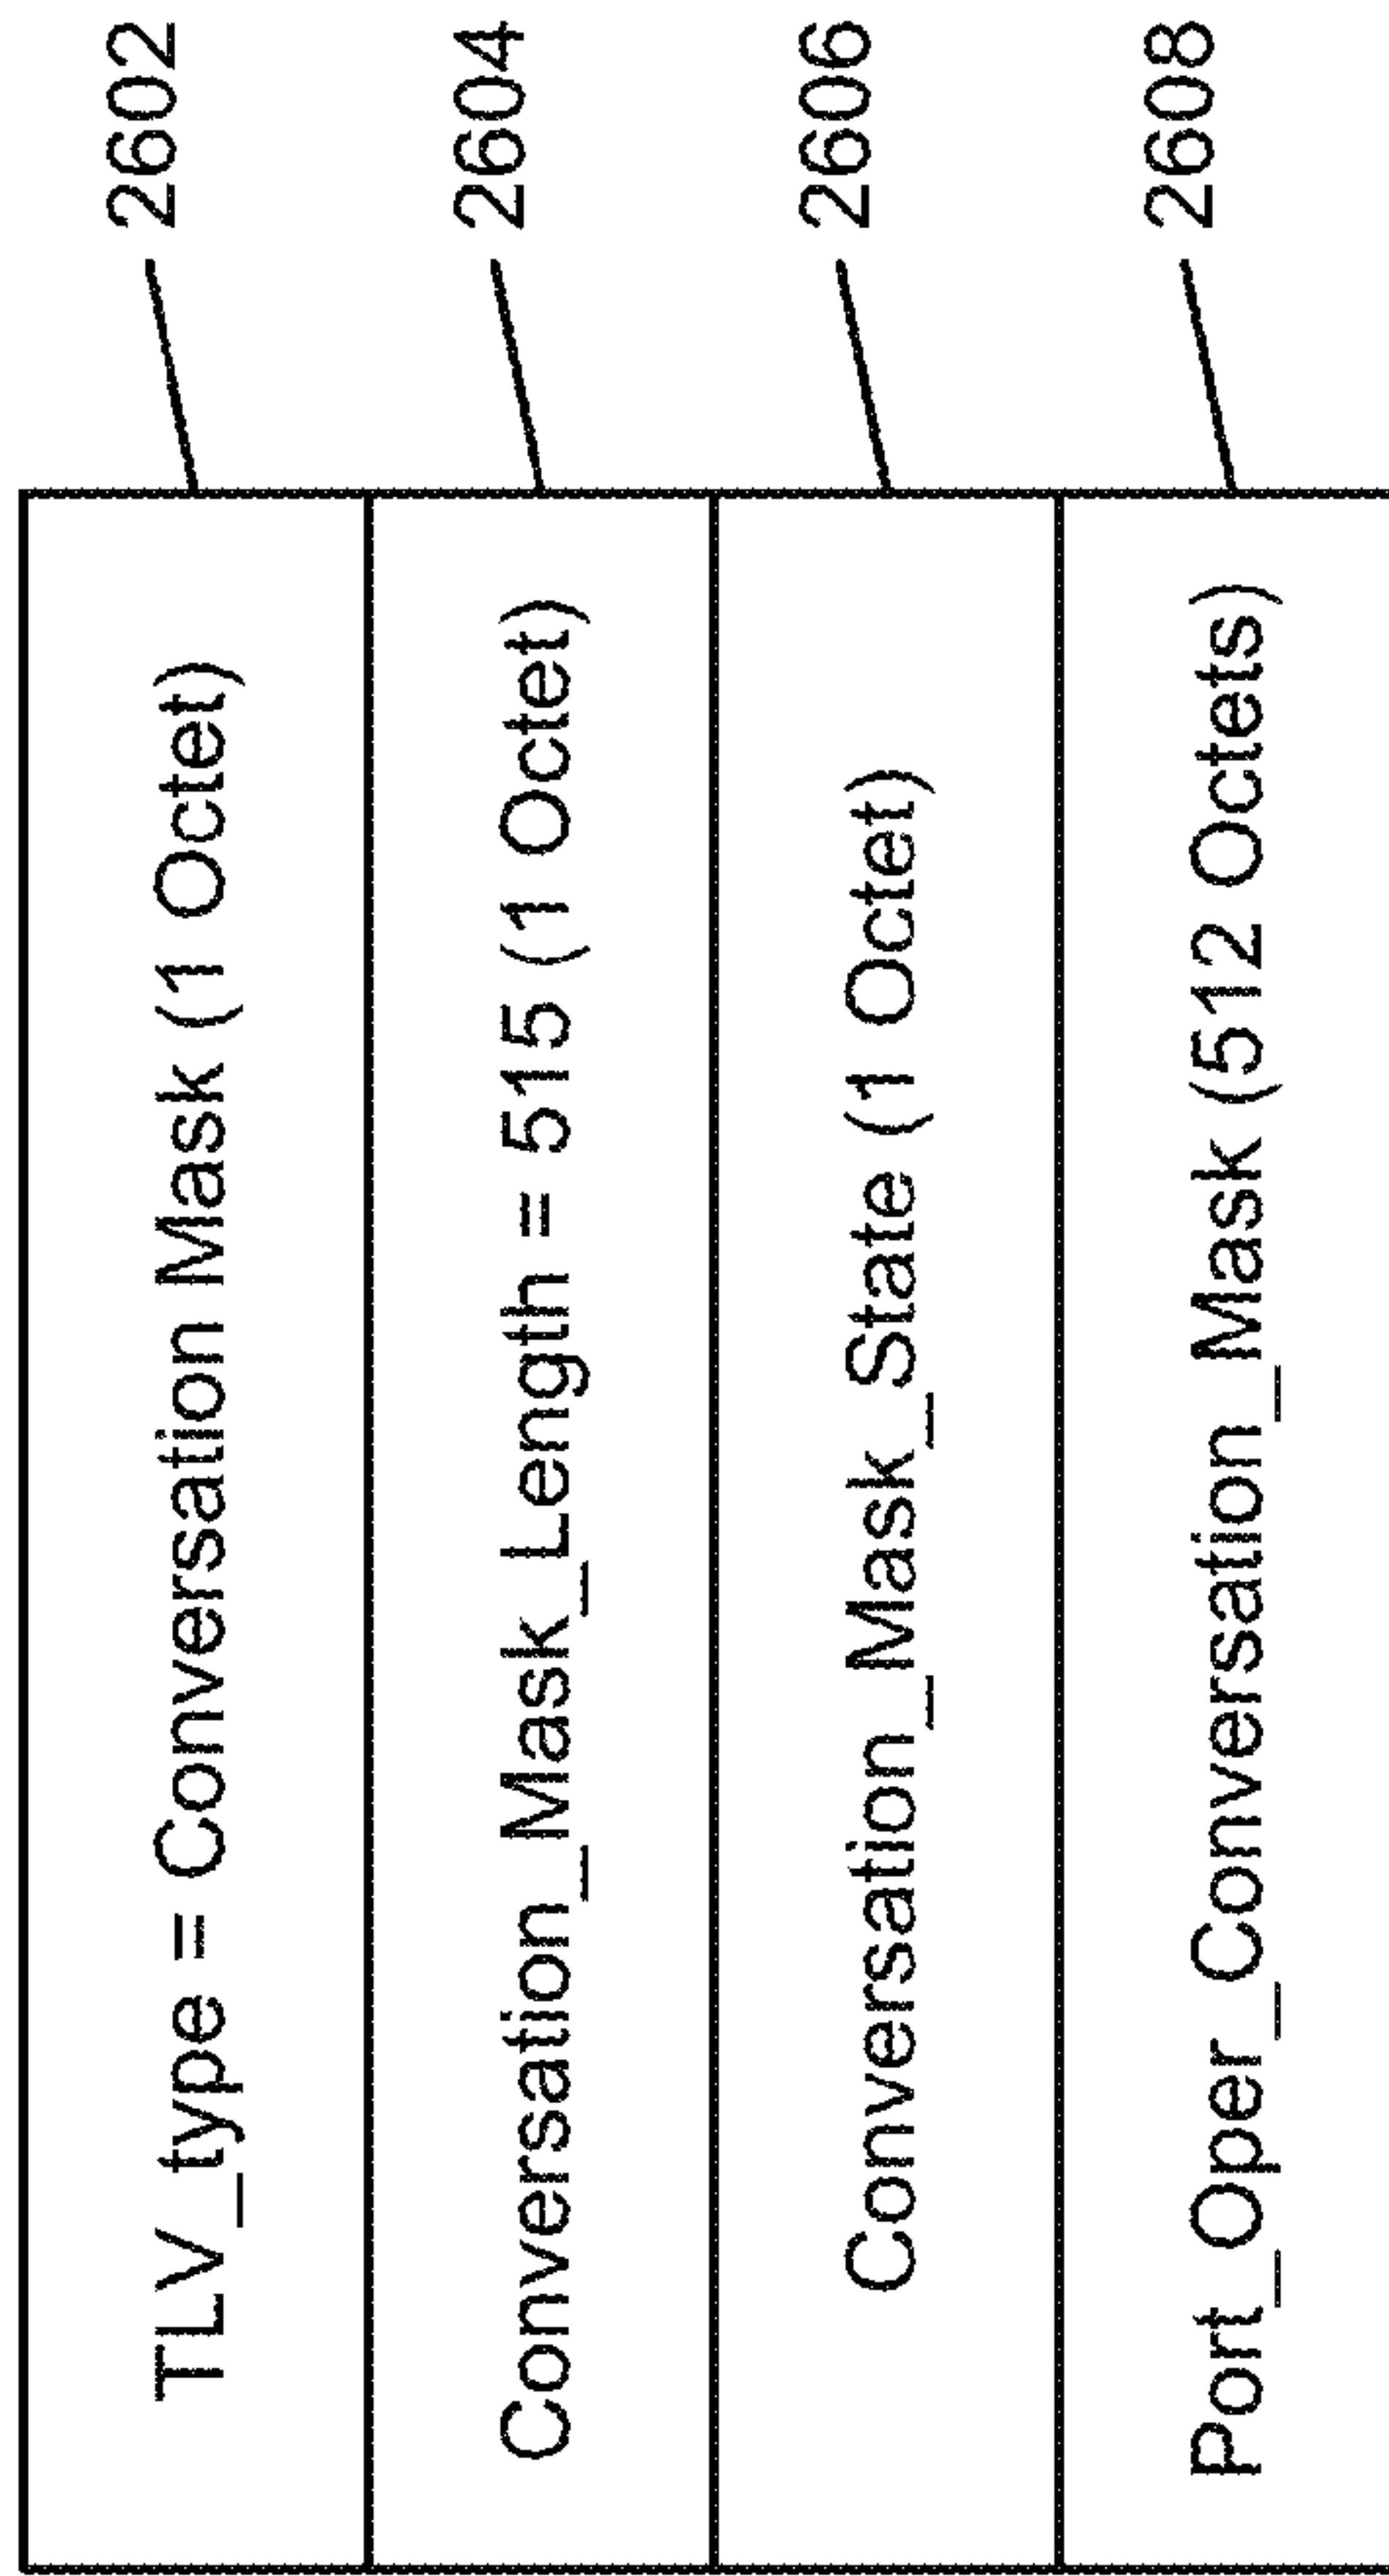 TLV_type = Conversation Mask (1 Octet) 2602
Conversation_Mask_Length = 515 (1 Octet) 2604
Conversation_Mask_State (1 Octet) 2606
Port_Oper_Conversation_Mask (512 Octets) 2608